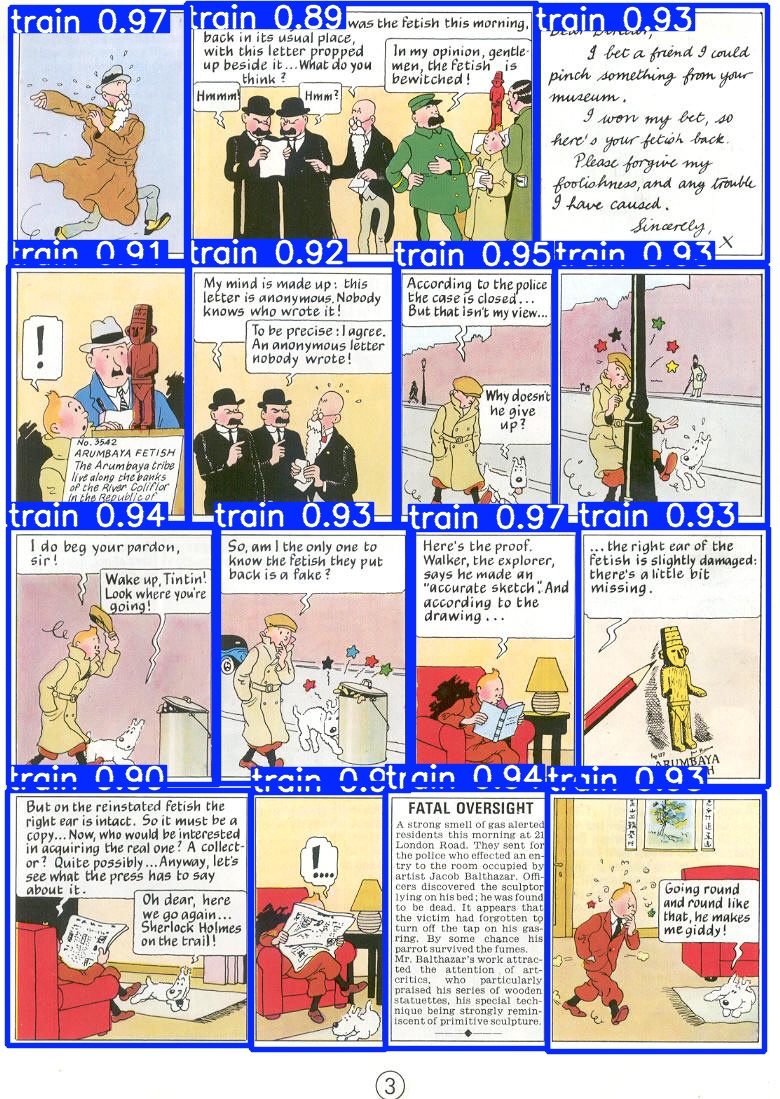 train 0.97
train 0.89
was the fetish this morning,
back in its usual place,
with this letter propped
up beside it...What do you
think?
Hmmm!
Hmm?
In my opinion, gentle-
men, the fetish is
bewitched!
train 0.93
Dear Director,
I bet a friend I could
pinch something from your
museum.
I won my bet, so
here's your fetish back.
Please forgive my
foolishness, and any trouble
I have caused.
Sincerely,
X
train 0.91
!
No. 3542
ARUMBAYA FETISH
The Arumbaya tribe
live along the banks
of the River Coliflor
in the Republic of
train 0.92
My mind is made up: this
letter is anonymous. Nobody
knows who wrote it!
To be precise: I agree.
An anonymous letter
nobody wrote!
train 0.95
According to the police
the case is closed...
But that isn't my view...
Why doesn't
he give
up?
train 0.93
train 0.94
I do beg your pardon,
sir!
Wake up, Tintin!
Look where you're
going!
train 0.93
So, am I the only one to
know the fetish they put
back is a fake?
train 0.97
Here's the proof.
Walker, the explorer,
says he made an
"accurate sketch". And
according to the
drawing...
train 0.93
...the right ear of the
fetish is slightly damaged:
there's a little bit
missing.
ARUMBAYA
train 0.90
But on the reinstated fetish the
right ear is intact. So it must be a
copy...Now, who would be interested
in acquiring the real one? A collect-
or? Quite possibly...Anyway, let's
see what the press has to say
about it.
Oh dear, here
we go again...
Sherlock Holmes
on the trail!
train
!....
train 0.94
FATAL OVERSIGHT
A strong smell of gas alerted
residents this morning at 21
London Road. They sent for
the police who effected an en-
try to the room occupied by
artist Jacob Balthazar. Offi-
cers discovered the sculptor
lying on his bed; he was found
to be dead. It appears that
the victim had forgotten to
turn off the tap on his gas-
ring. By some chance his
parrot survived the fumes.
Mr. Balthazar's work attrac-
ted the attention of art-
critics, who particularly
praised his series of wooden
statuettes, his special tech-
nique being strongly remin-
iscent of primitive sculpture.
train 0.93
Going round
and round like
that, he makes
me giddy!
3